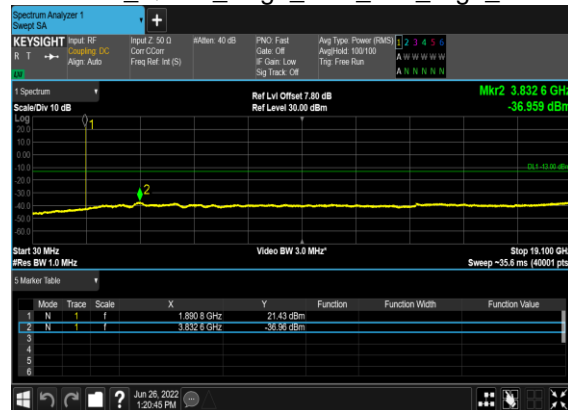 Spectrum Analyzer 1
Swept SA
+
KEYSIGHT
R T
LXI
Input: RF
Coupling: DC
Align: Auto
Input Z: 50 Ω
Corr CCorr
Freq Ref: Int (S)
#Atten: 40 dB
PNO: Fast
Gate: Off
IF Gain: Low
Sig Track: Off
Avg Type: Power (RMS)
Avg|Hold: 100/100
Trig: Free Run
1 2 3 4 5 6
A W W W W W
A N N N N N
1 Spectrum
Scale/Div 10 dB
Ref Lvl Offset 7.80 dB
Ref Level 30.00 dBm
Mkr2 3.832 6 GHz
-36.959 dBm
Log
20.0
10.0
0.00
-10.0
-20.0
-30.0
-40.0
-50.0
-60.0
1
2
DL1 -13.00 dBm
Start 30 MHz
#Res BW 1.0 MHz
Video BW 3.0 MHz*
Stop 19.100 GHz
Sweep ~35.6 ms (40001 pts)
5 Marker Table
Mode Trace Scale X Y Function Function Width Function Value
1 N 1 f 1.890 8 GHz 21.43 dBm
2 N 1 f 3.832 6 GHz -36.96 dBm
3
4
5
6
?
Jun 26, 2022
1:20:45 PM